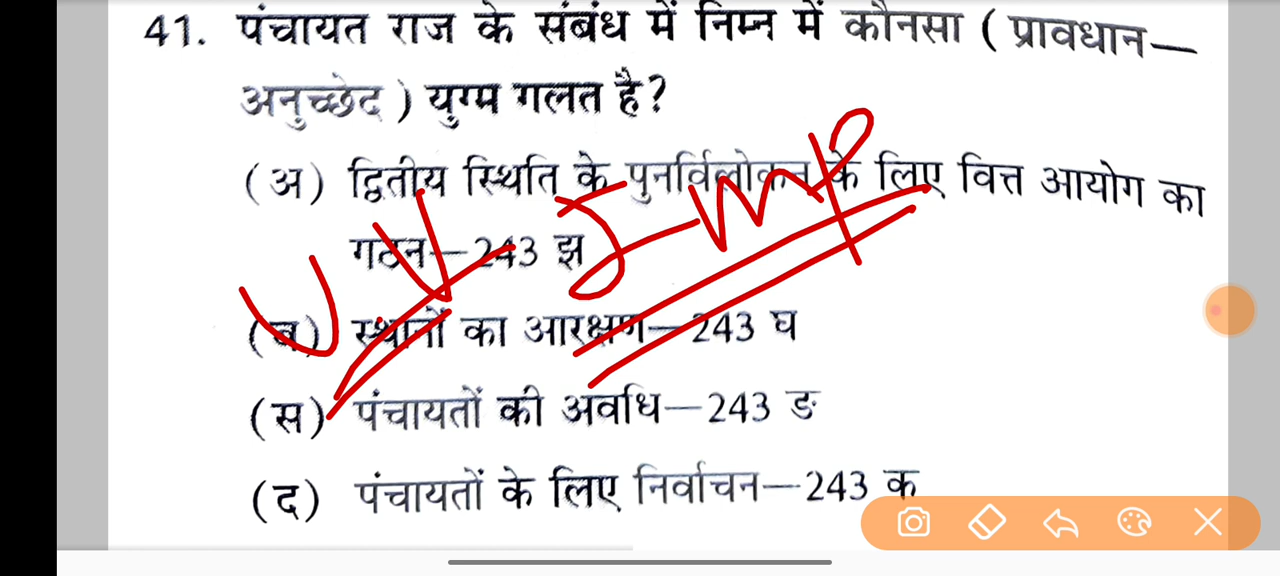 41. पंचायत राज के संबंध में निम्न में कौनसा ( प्रावधान—
अनुच्छेद ) युग्म गलत है?
(अ) द्वितीय स्थिति के पुनर्विलोकन के लिए वित्त आयोग का
गठन—243 झ
(ब) स्थानों का आरक्षण—243 घ
(स) पंचायतों की अवधि—243 ङ
(द) पंचायतों के लिए निर्वाचन—243 क
V V J-mp